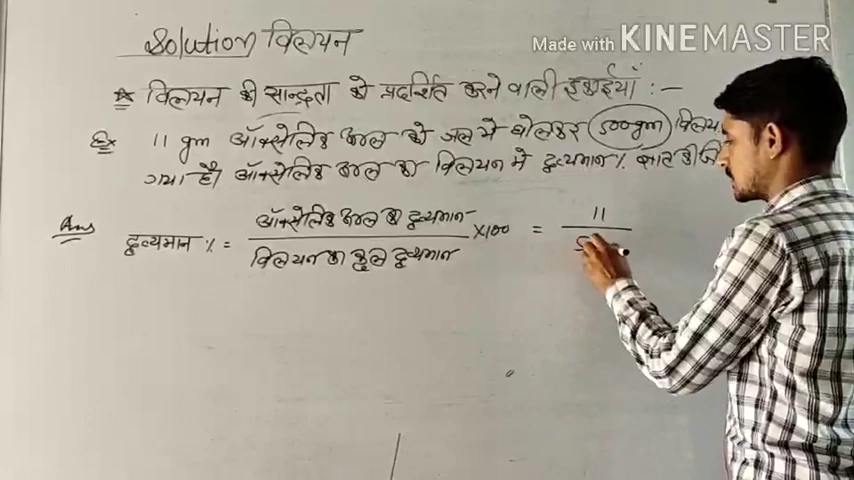 Solution विलयन
Made with KINEMASTER
* विलयन की सान्द्रता को प्रदर्शित करने वाली इकाईयाँ :-
Ex 11 gm ऑक्सेलिक अम्ल को जल में घोलकर 500gm विलय
गया है। ऑक्सेलिक अम्ल का विलयन में द्रव्यमान % ज्ञात कीजि
Ans द्रव्यमान % = ऑक्सेलिक अम्ल का द्रव्यमान / विलयन का कुल द्रव्यमान ×100 = 11 / 5